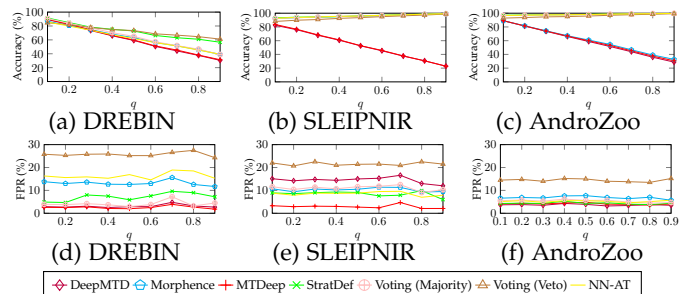 Accuracy (%)
100
80
60
40
20
0
0.2 0.4 0.6 0.8
q
(a) DREBIN
Accuracy (%)
100
80
60
40
20
0
0.2 0.4 0.6 0.8
q
(b) SLEIPNIR
Accuracy (%)
100
80
60
40
20
0
0.2 0.4 0.6 0.8
q
(c) AndroZoo
FPR (%)
30
20
10
0
0.2 0.4 0.6 0.8
q
(d) DREBIN
FPR (%)
30
20
10
0
0.2 0.4 0.6 0.8
q
(e) SLEIPNIR
FPR (%)
30
20
10
0
0.1 0.2 0.3 0.4 0.5 0.6 0.7 0.8 0.9
q
(f) AndroZoo
DeepMTD Morphence MTDeep StratDef Voting (Majority) Voting (Veto) NN-AT